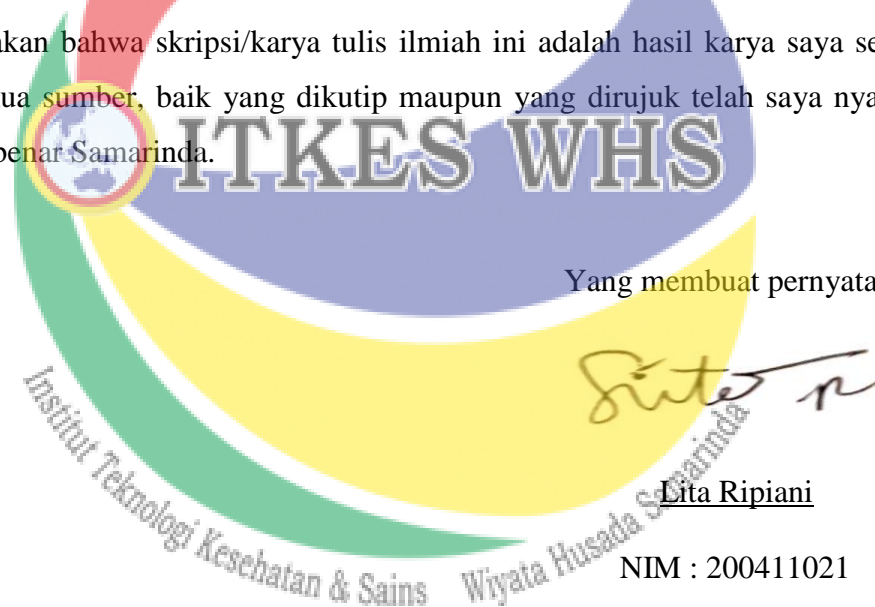 akan bahwa skripsi/karya tulis ilmiah ini adalah hasil karya saya se
ua sumber, baik yang dikutip maupun yang dirujuk telah saya nya
benar Samarinda.
ITKES WHS
Yang membuat pernyata
Lita Ripiani
NIM : 200411021
Institut Teknologi Kesehatan & Sains Wiyata Husada Samarinda